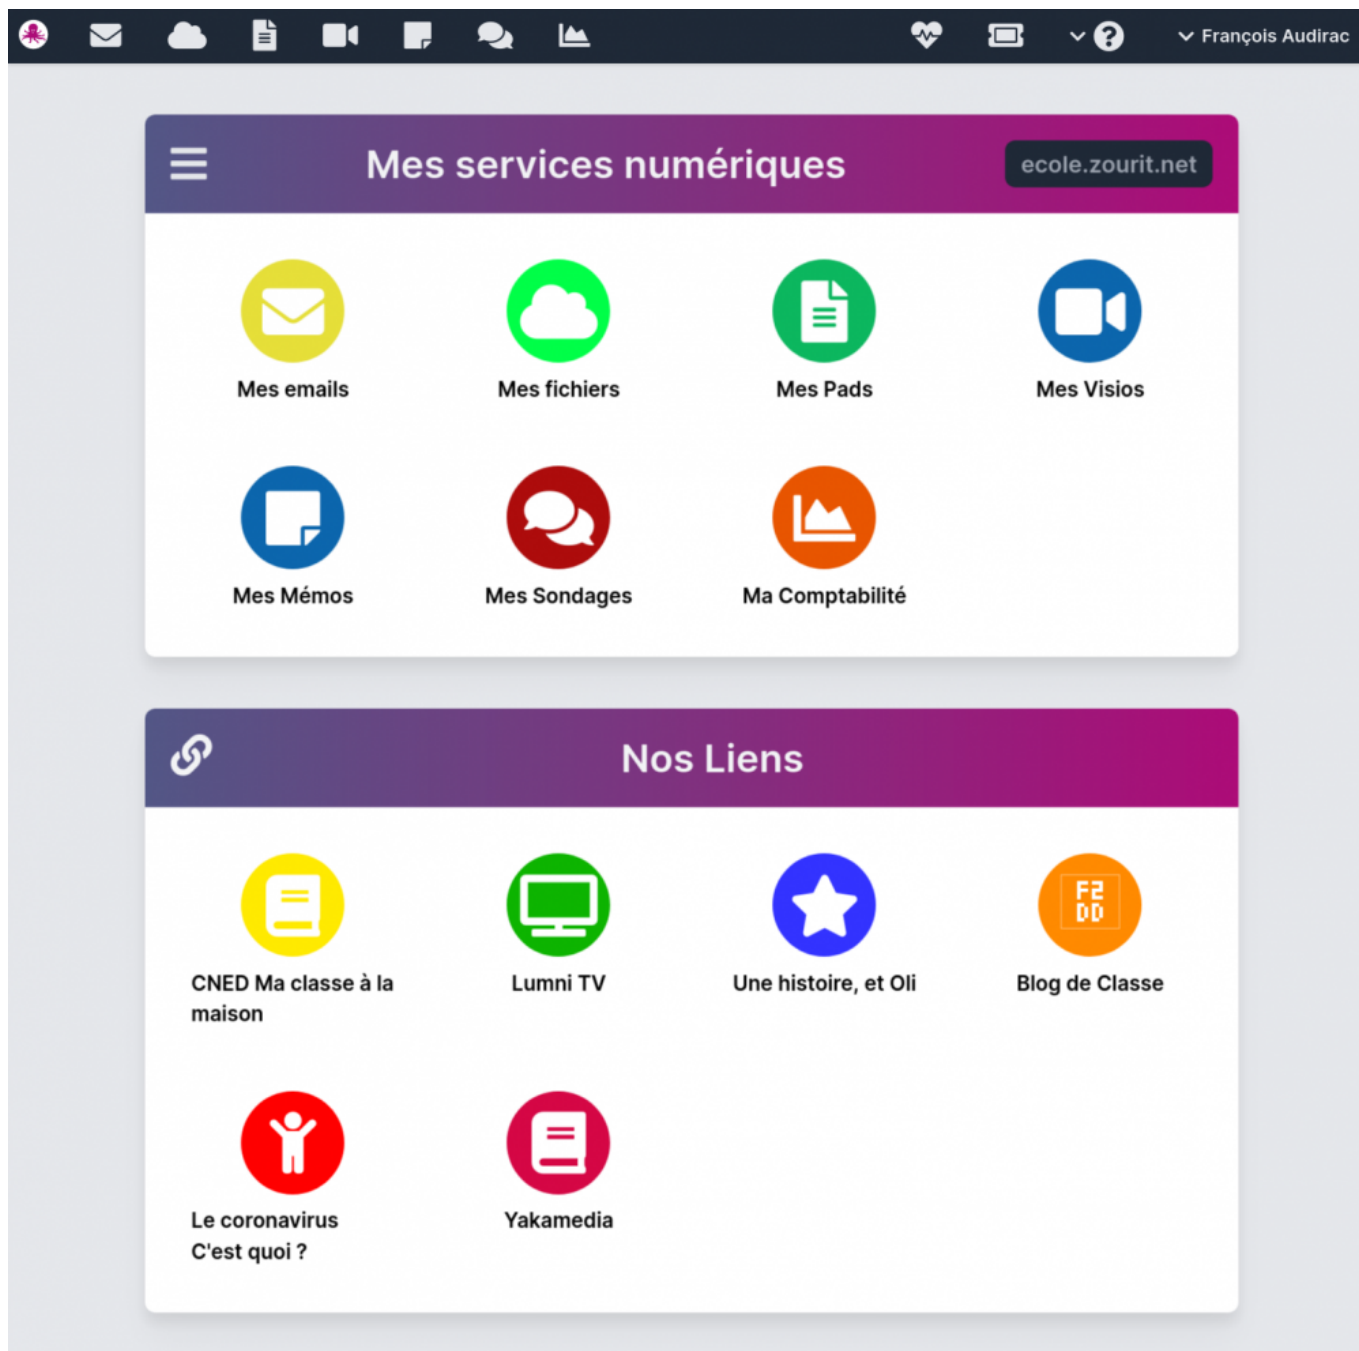 François Audirac
Mes services numériques
ecole.zourit.net
Mes emails
Mes fichiers
Mes Pads
Mes Visios
Mes Mémos
Mes Sondages
Ma Comptabilité
Nos Liens
F2
DD
CNED Ma classe à la
maison
Lumni TV
Une histoire, et Oli
Blog de Classe
Le coronavirus
C'est quoi ?
Yakamedia